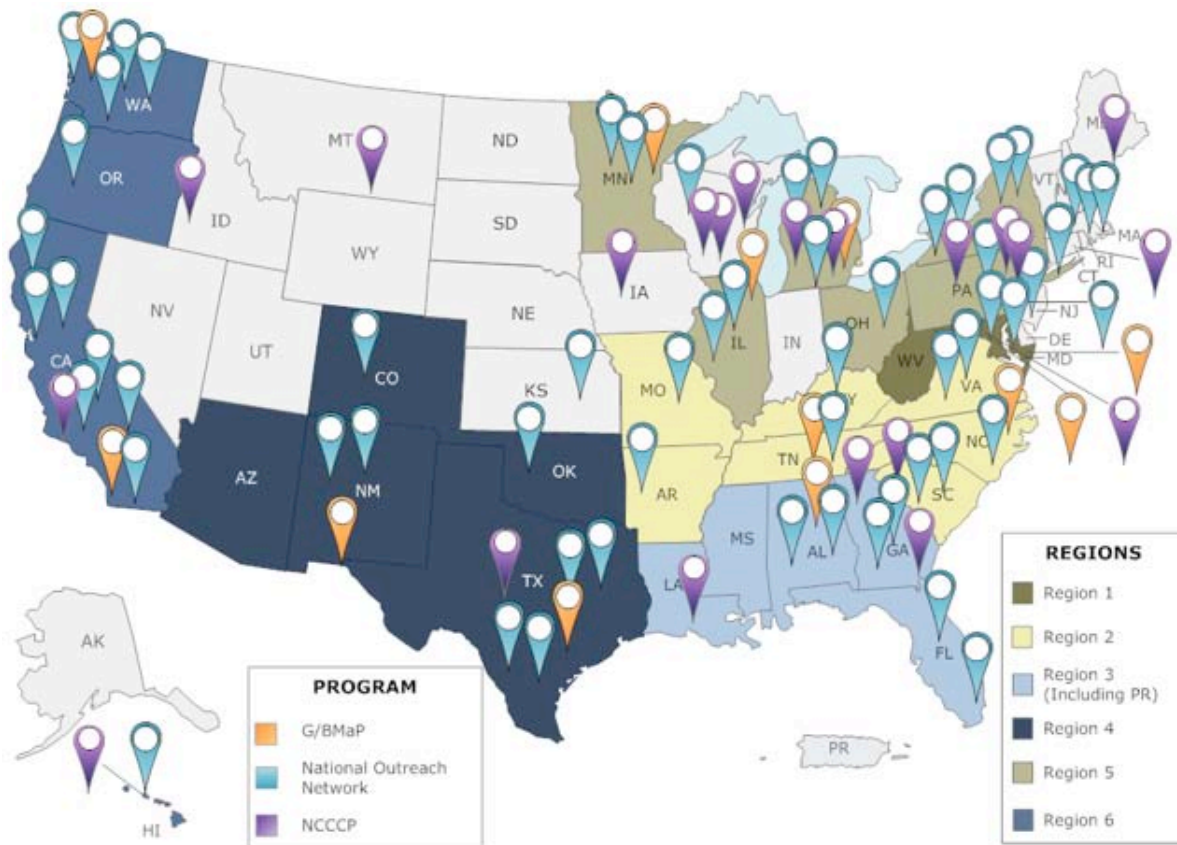 WA
MT
ND
MN
ME
OR
ID
SD
VT
N
WY
MA
IA
RI
CT
NV
NE
PA
NJ
UT
IL
IN
OH
DE
CA
CO
WV
MD
KS
MO
VA
Y
AZ
NM
OK
TN
NC
AR
SC
MS
AL
GA
TX
LA
FL
AK
PR
HI
PROGRAM
G/BMaP
National Outreach
Network
NCCCP
REGIONS
Region 1
Region 2
Region 3
(Including PR)
Region 4
Region 5
Region 6